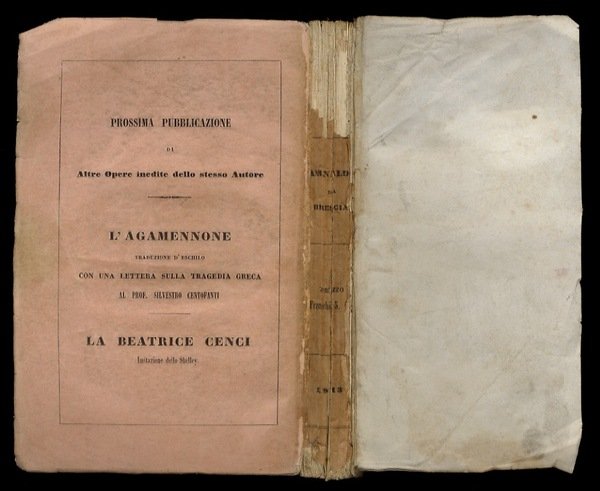 PROSSIMA PUBBLICAZIONE
DI
Altre Opere inedite dello stesso Autore
L'AGAMENNONE
TRADUZIONE D'ESCHILO
CON UNA LETTERA SULLA TRAGEDIA GRECA
AL PROF. SILVESTRO CENTOFANTI
LA BEATRICE CENCI
Imitazione dello Shelley.
ARNALD
DA
BRESCIA
PREZZO
Franchi 5.
1843